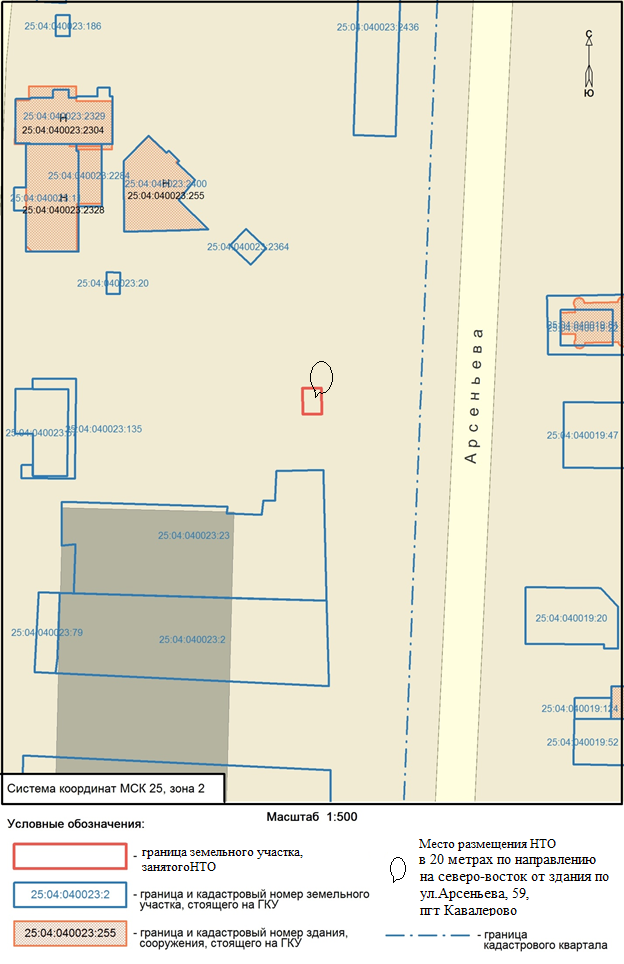 25:04:040023:186
25:04:040023:2436
С
Ю
25:04:040023:2329
Н
25:04:040023:2304
25:04:040023:2284
25:04:040023:2400
Н
25:04:040023:255
Н
25:04:040023:2328
25:04:040023:2364
25:04:040023:20
25:04:040019:22
Арсеньева
25:04:040023:135
25:04:040019:47
25:04:040023:23
25:04:040019:20
25:04:040023:79
25:04:040023:2
25:04:040019:124
25:04:040019:52
Система координат МСК 25, зона 2
Масштаб 1:500
Условные обозначения:
- граница земельного участка,
занятогоНТО
25:04:040023:2
- граница и кадастровый номер земельного
участка, стоящего на ГКУ
25:04:040023:255
- граница и кадастровый номер здания,
сооружения, стоящего на ГКУ
Место размещения НТО
в 20 метрах по направлению
на северо-восток от здания по
ул.Арсеньева, 59,
пгт Кавалерово
- граница
кадастрового квартала